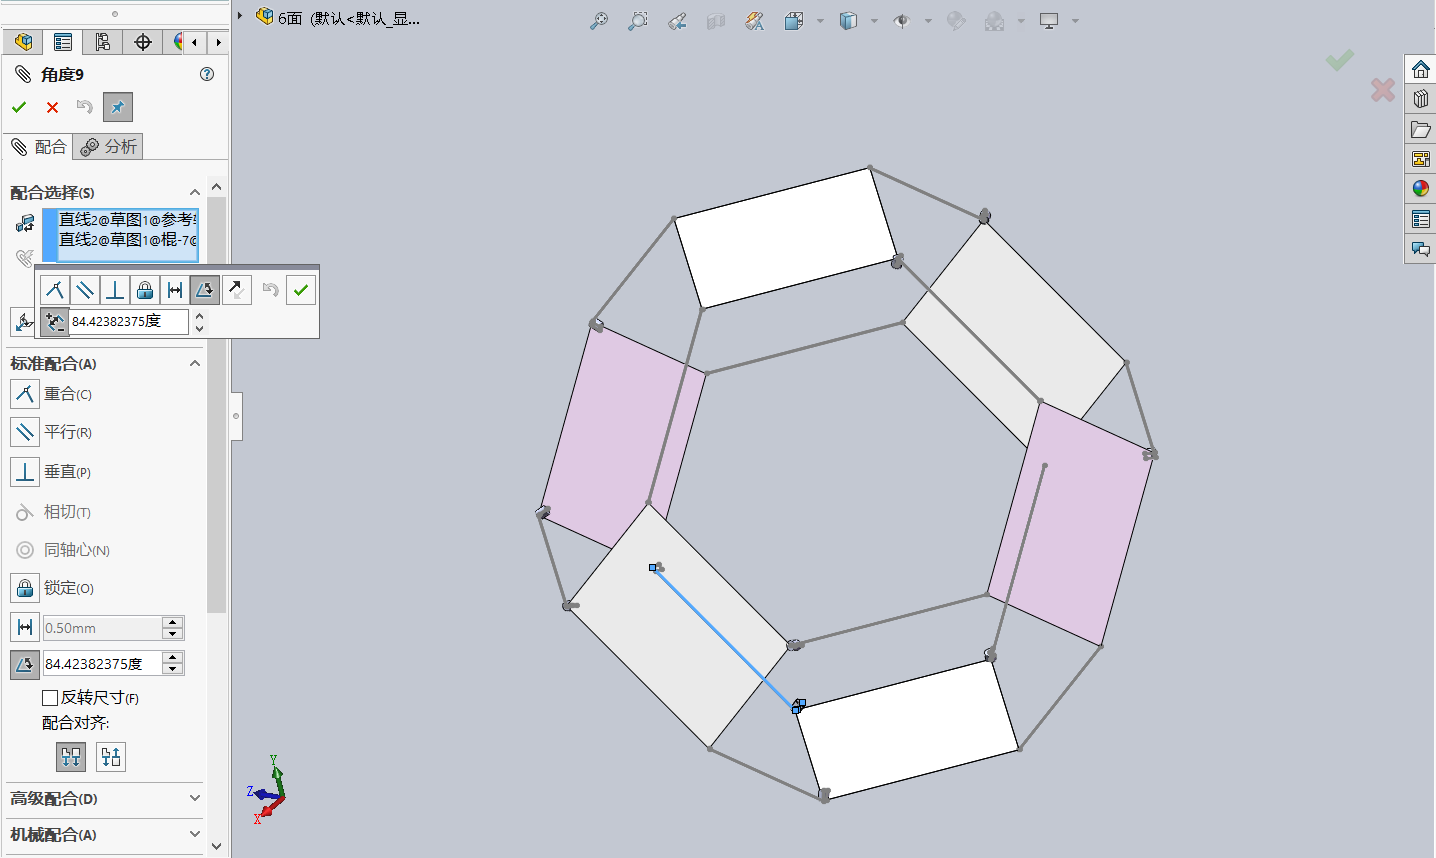 6面 (默认<默认_显...
角度9
配合
分析
配合选择(S)
直线2@草图1@参考
直线2@草图1@棍-7@
84.42382375度
标准配合(A)
重合(C)
平行(R)
垂直(P)
相切(T)
同轴心(N)
锁定(O)
0.50mm
84.42382375度
反转尺寸(F)
配合对齐:
高级配合(D)
机械配合(A)
Y
Z
X